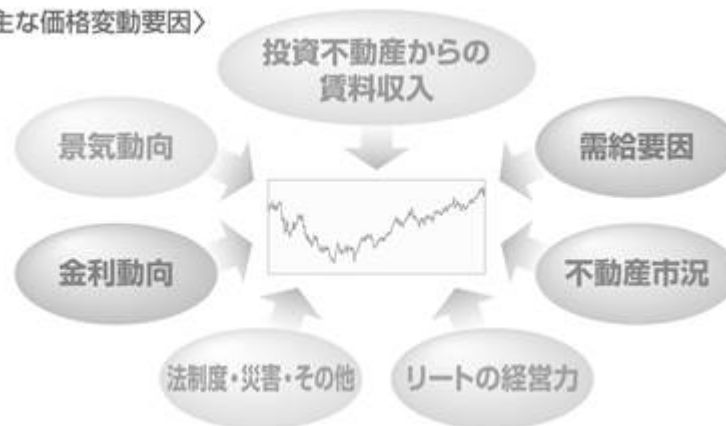 主な価格変動要因〉
投資不動産からの
賃料収入
景気動向
需給要因
金利動向
不動産市況
法制度・災害・その他
リートの経営力